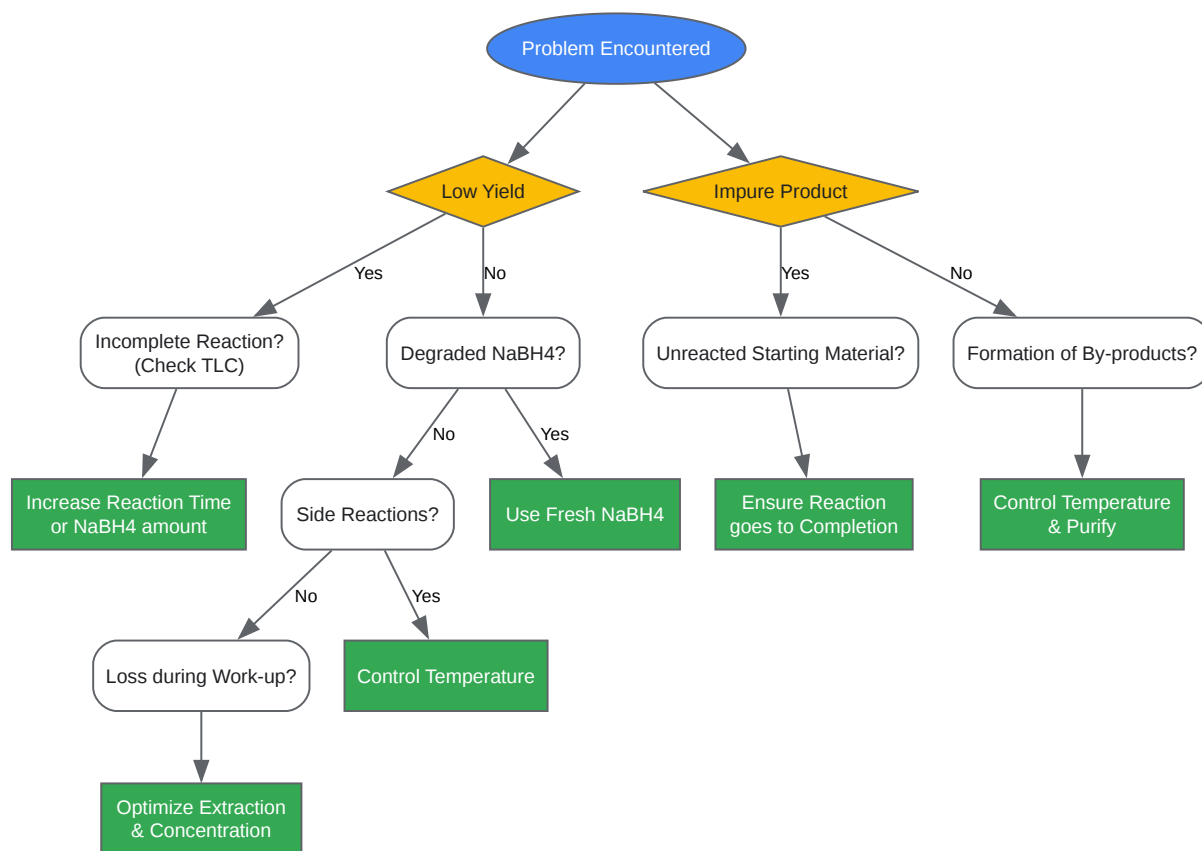 Problem Encountered
Low Yield
Impure Product
Yes
No
Yes
No
Incomplete Reaction?
(Check TLC)
Degraded NaBH4?
Unreacted Starting Material?
Formation of By-products?
No
Yes
Increase Reaction Time
or NaBH4 amount
Side Reactions?
Use Fresh NaBH4
Ensure Reaction
goes to Completion
Control Temperature
& Purify
No
Yes
Loss during Work-up?
Control Temperature
Optimize Extraction
& Concentration